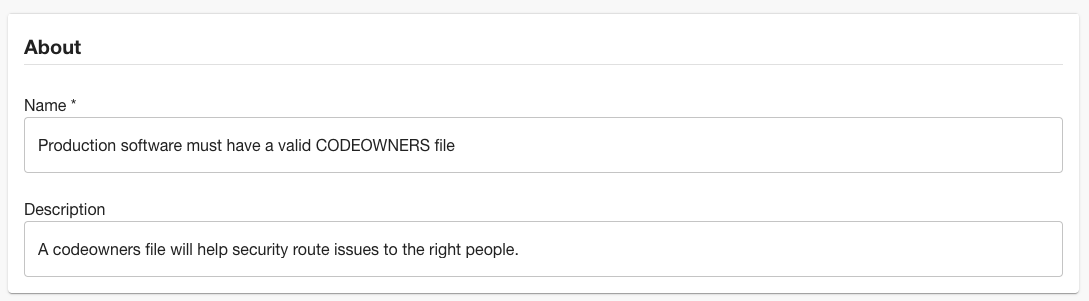 About
Name *
Production software must have a valid CODEOWNERS file
Description
A codeowners file will help security route issues to the right people.